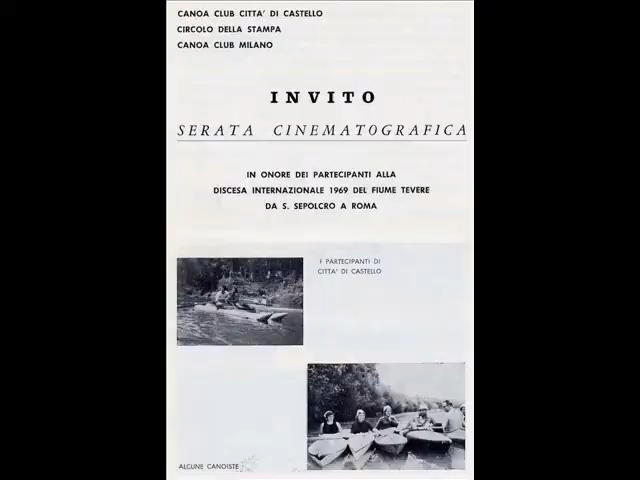 CANOA CLUB CITTA' DI CASTELLO
CIRCOLO DELLA STAMPA
CANOA CLUB MILANO
INVITO
SERATA CINEMATOGRAFICA
IN ONORE DEI PARTECIPANTI ALLA
DISCESA INTERNAZIONALE 1969 DEL FIUME TEVERE
DA S. SEPOLCRO A ROMA
I PARTECIPANTI DI
CITTA' DI CASTELLO
ALCUNE CANOISTE